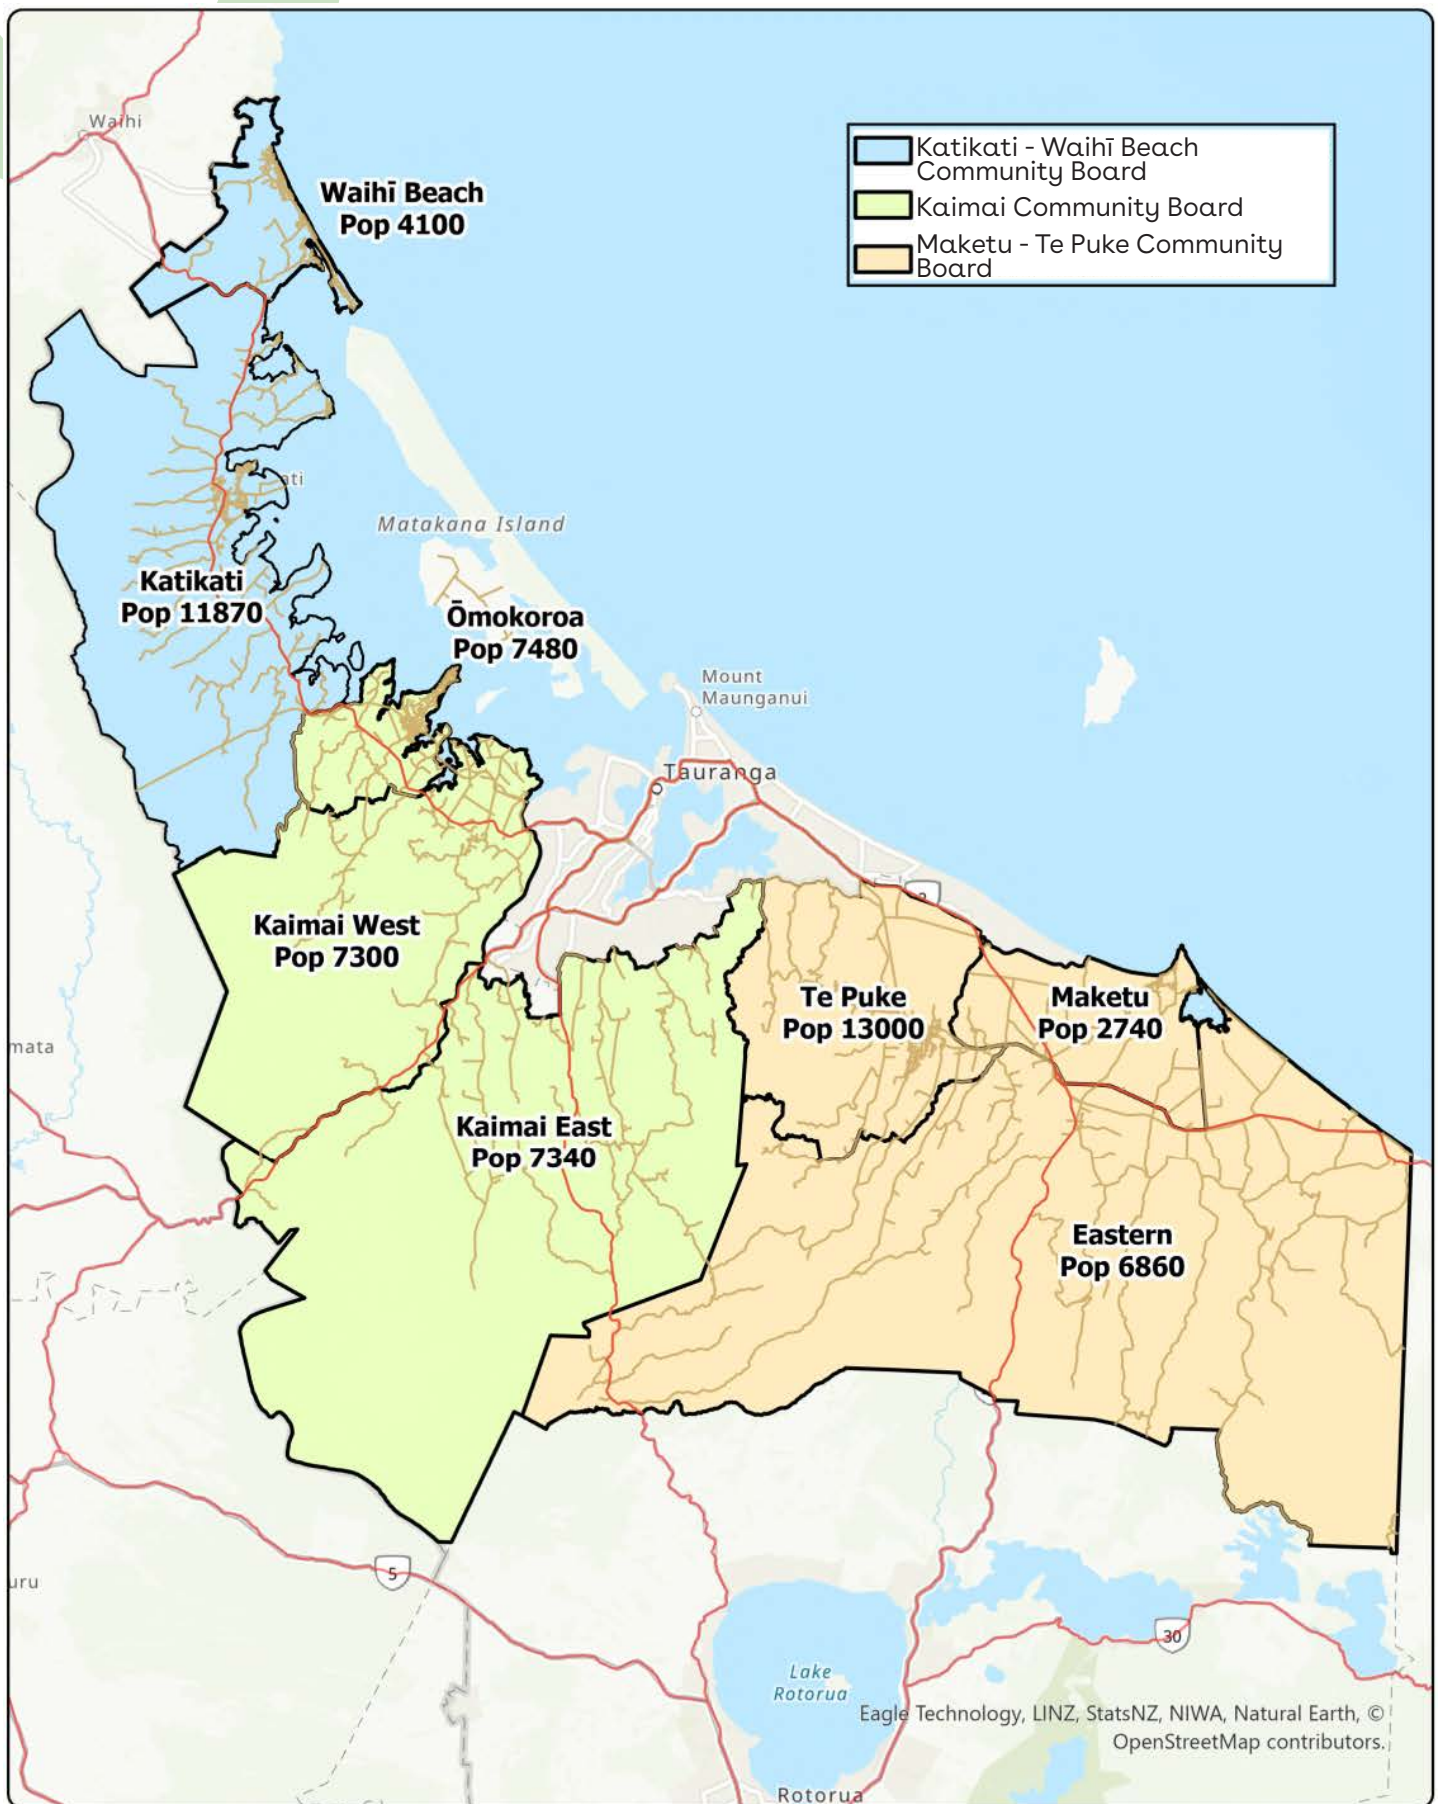 Waihi
Waihī Beach
Pop 4100
Katikati - Waihī Beach
Community Board
Kaimai Community Board
Maketu - Te Puke Community
Board
ati
Matakana Island
Katikati
Pop 11870
Ōmokoroa
Pop 7480
Mount
Maunganui
Tauranga
2
Kaimai West
Pop 7300
Te Puke
Pop 13000
Maketu
Pop 2740
mata
Kaimai East
Pop 7340
Eastern
Pop 6860
5
uru
30
Lake
Rotorua
Eagle Technology, LINZ, StatsNZ, NIWA, Natural Earth, ©
OpenStreetMap contributors.
Rotorua